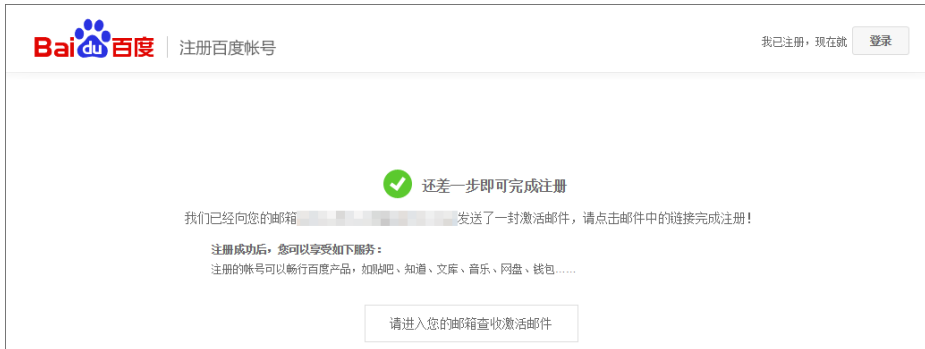 Bai du 百度 注册百度帐号 我已注册，现在就 登录
还差一步即可完成注册
我们已经向您的邮箱 发送了一封激活邮件，请点击邮件中的链接完成注册！
注册成功后，您可以享受如下服务：
注册的帐号可以畅行百度产品，如贴吧、知道、文库、音乐、网盘、钱包……
请进入您的邮箱查收激活邮件